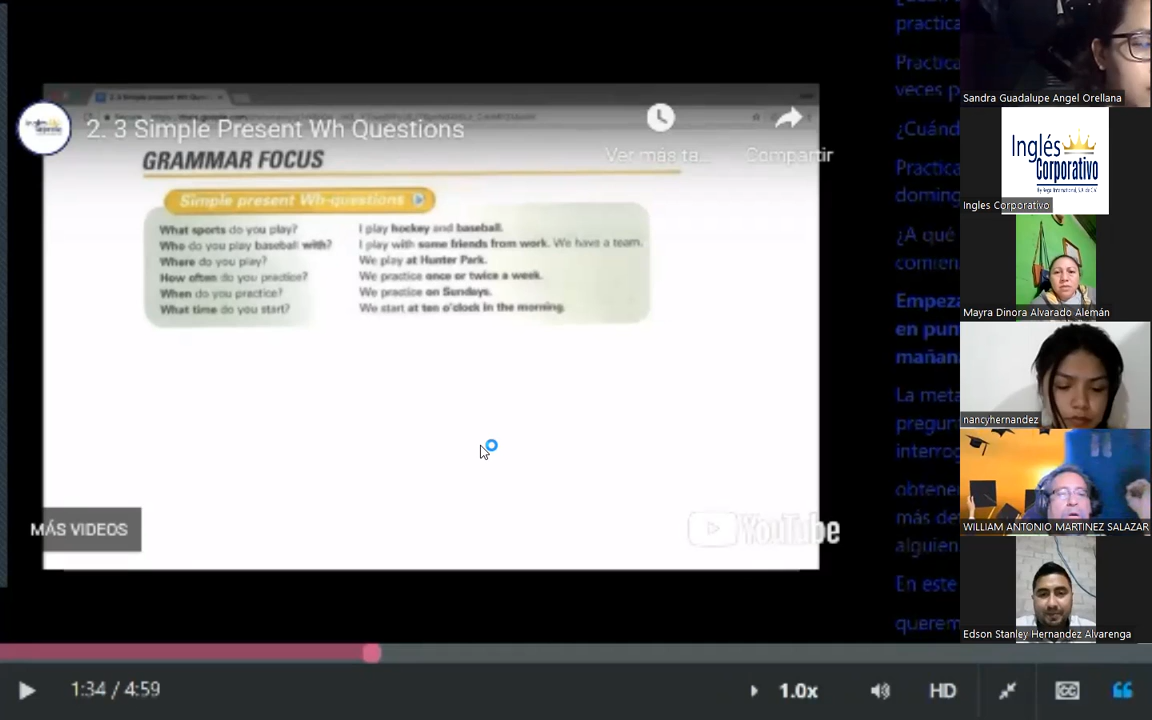 2. 3 Simple Present Wh Questions
Ver más ta...
Compartir
GRAMMAR FOCUS
Simple present Wh-questions
What sports do you play? I play hockey and baseball.
Who do you play baseball with? I play with some friends from work. We have a team.
Where do you play? We play at Hunter Park.
How often do you practice? We practice once or twice a week.
When do you practice? We practice on Sundays.
What time do you start? We start at ten o'clock in the morning.
MÁS VIDEOS
YouTube
practica
Practica
veces p
¿Cuánd
Practica
doming
¿A qué
comien
Empeza
en pun
mañan
La meta
pregun
interrog
obtene
más de
alguien
En este
querem
Sandra Guadalupe Angel Orellana
Inglés
Corporativo
Ingles Corporativo
Mayra Dinora Alvarado Alemán
nancyhernandez
WILLIAM ANTONIO MARTINEZ SALAZAR
Edson Stanley Hernandez Alvarenga
1:34 / 4:59
1.0x
HD
CC